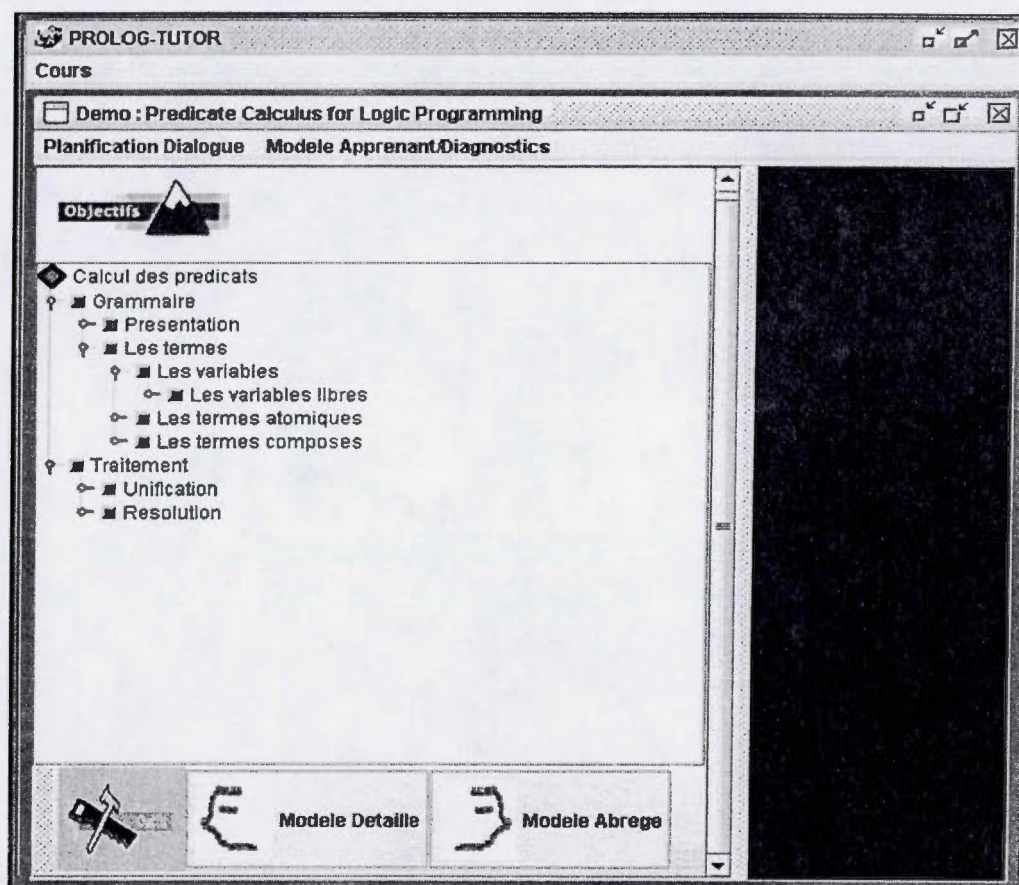 PROLOG-TUTOR
Cours
Demo : Predicate Calculus for Logic Programming
Planification Dialogue Modele Apprenant/Diagnostics
Objectifs
Calcul des predicats
Grammaire
Presentation
Les termes
Les variables
Les variables libres
Les termes atomiques
Les termes composes
Traitement
Unification
Resolution
Modele Detaille Modele Abrege